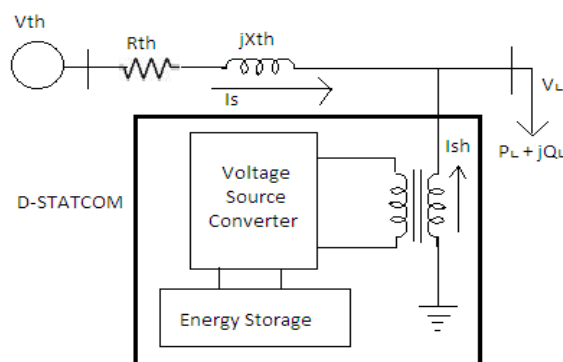 Vth
Rth
jXth
Is
VL
PL + jQL
Ish
D-STATCOM
Voltage
Source
Converter
Energy Storage